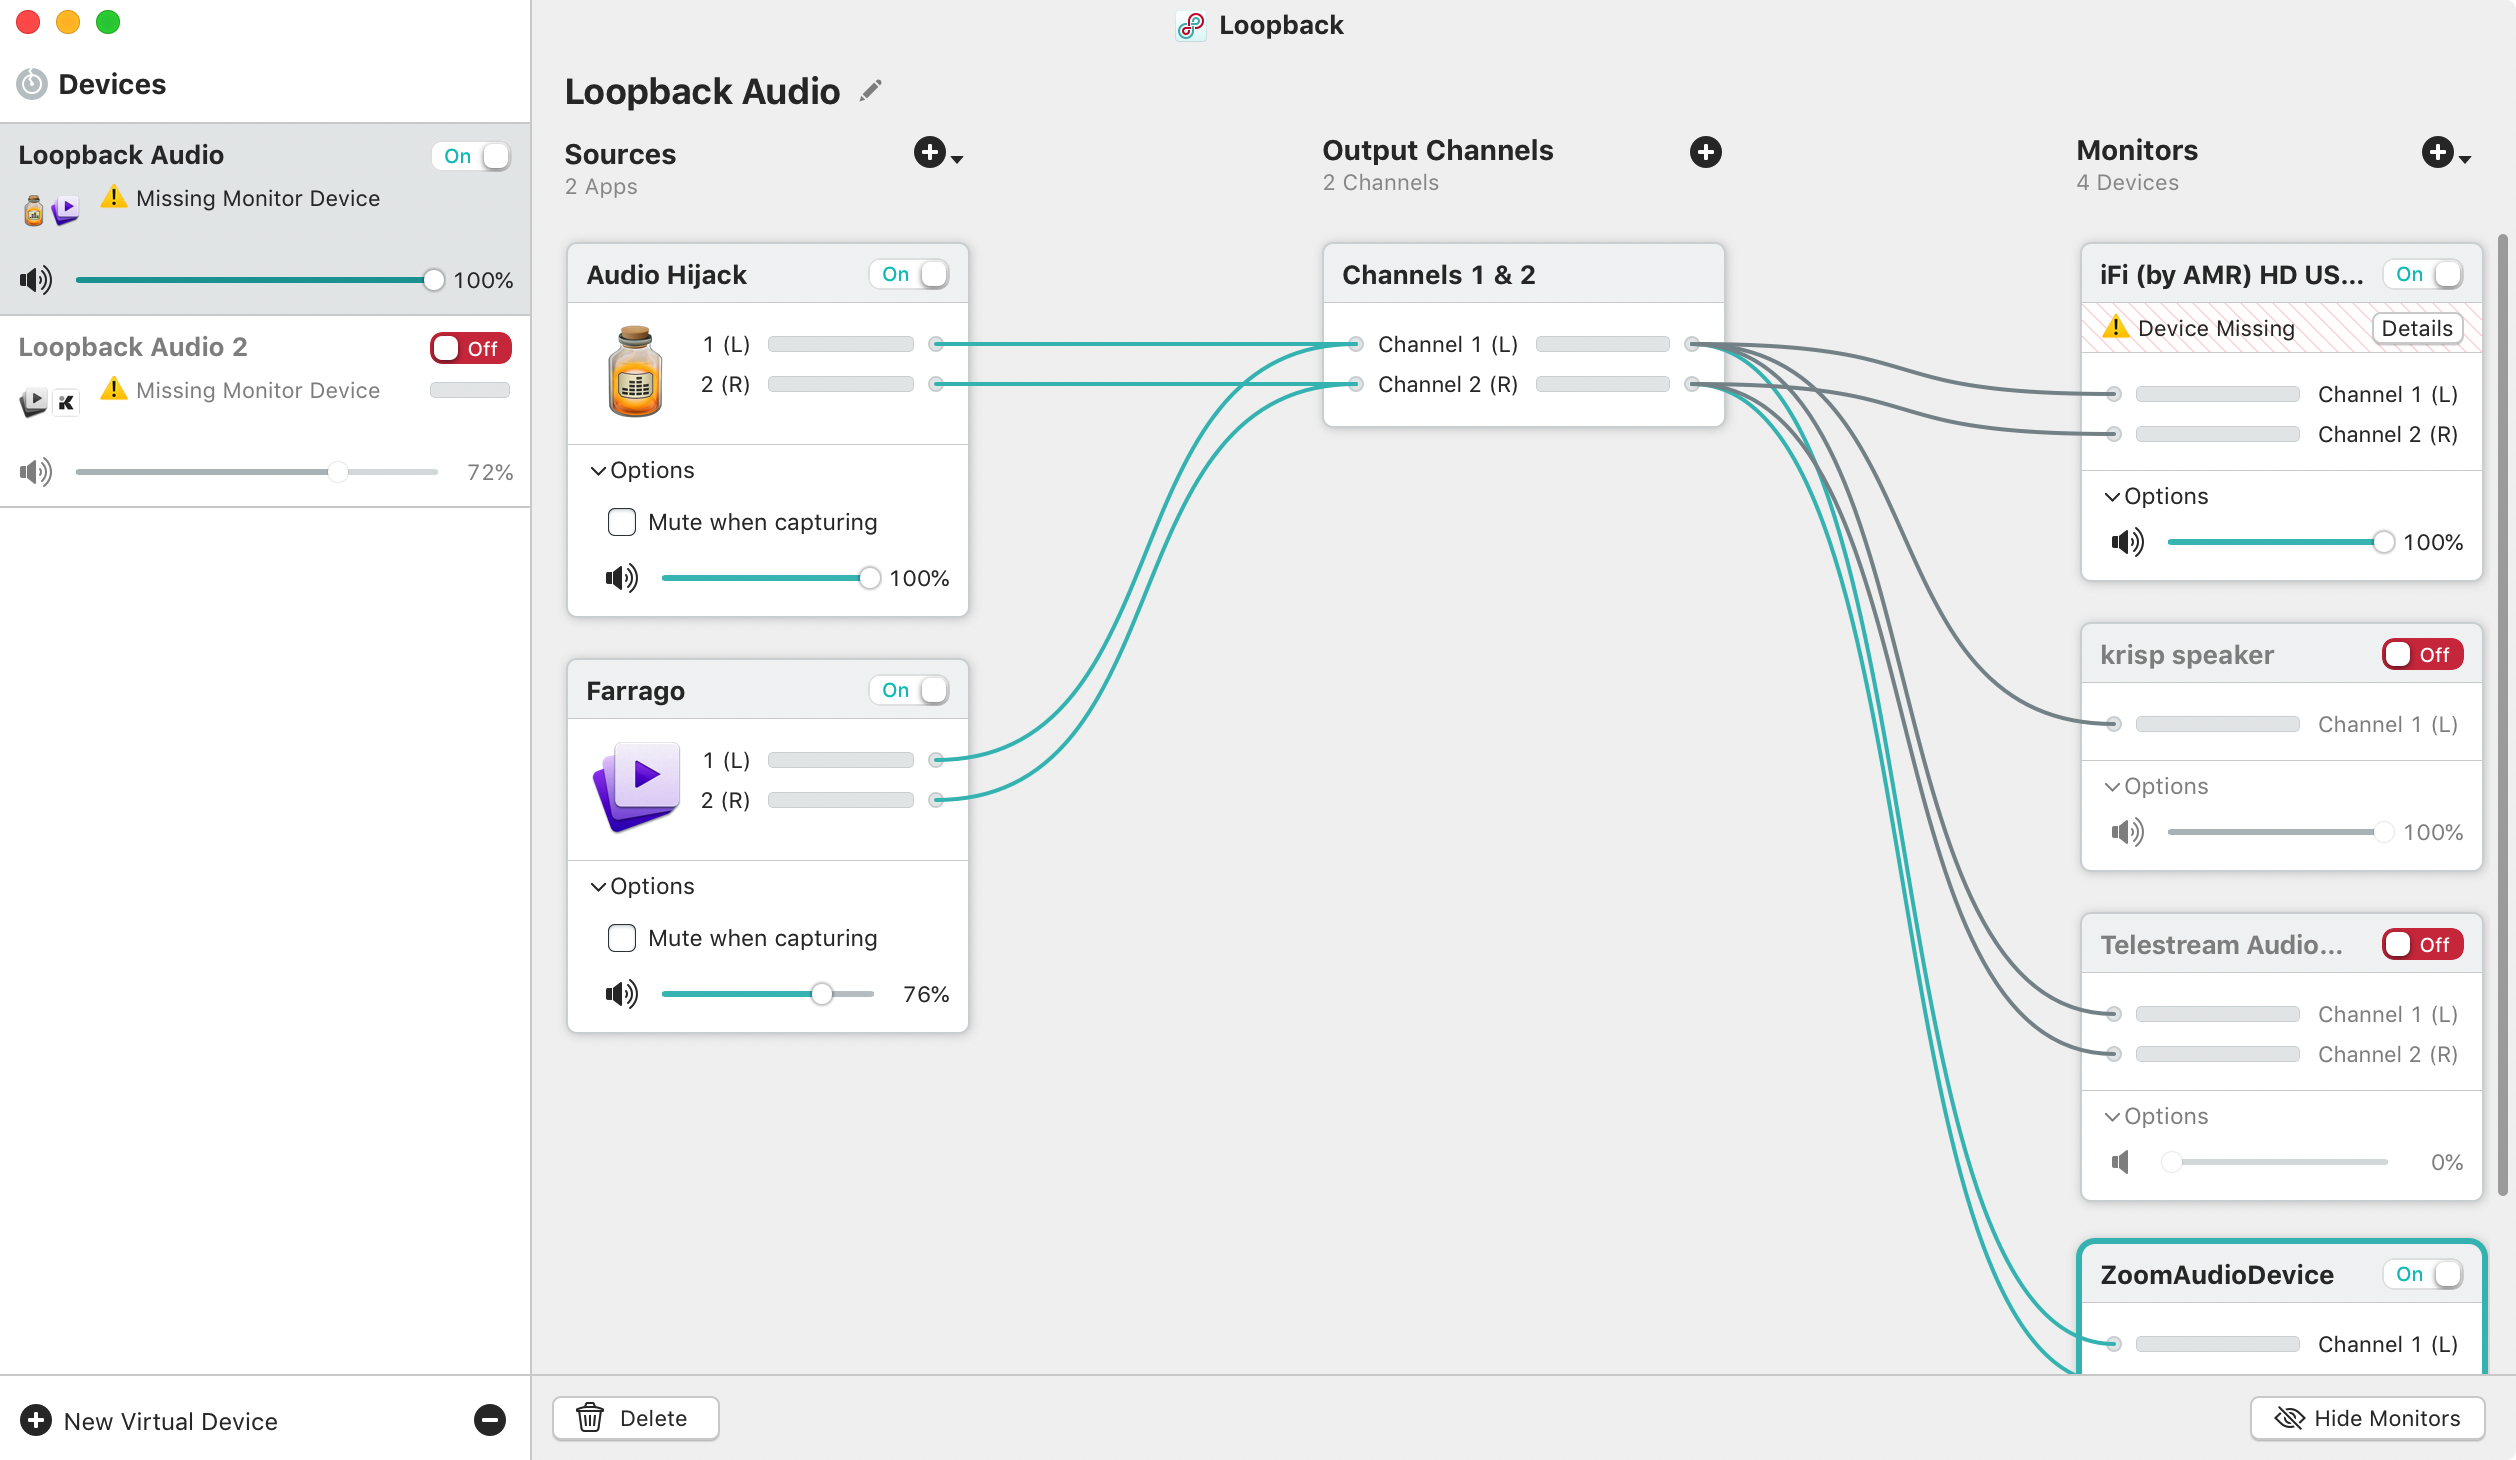 Loopback
Devices
Loopback Audio
On
Missing Monitor Device
100%
Loopback Audio 2
Off
Missing Monitor Device
72%
New Virtual Device
Loopback Audio
Sources
2 Apps
Audio Hijack
On
1 (L)
2 (R)
Options
Mute when capturing
100%
Farrago
On
1 (L)
2 (R)
Options
Mute when capturing
76%
Output Channels
2 Channels
Channels 1 & 2
Channel 1 (L)
Channel 2 (R)
Monitors
4 Devices
iFi (by AMR) HD US...
On
Device Missing
Details
Channel 1 (L)
Channel 2 (R)
Options
100%
krisp speaker
Off
Channel 1 (L)
Options
100%
Telestream Audio...
Off
Channel 1 (L)
Channel 2 (R)
Options
0%
ZoomAudioDevice
On
Channel 1 (L)
Delete
Hide Monitors